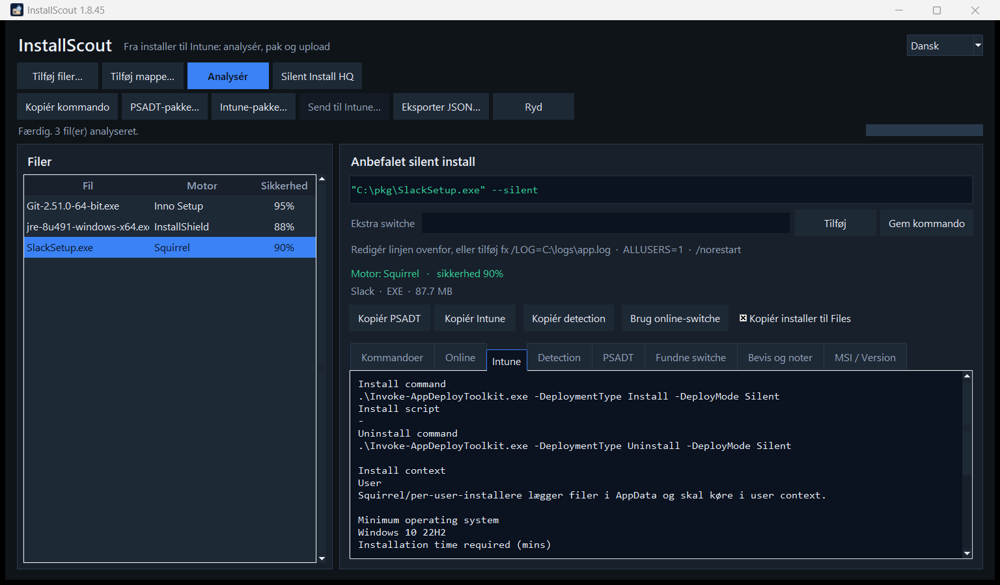 InstallScout 1.8.45
InstallScout Fra installer til Intune: analysér, pak og upload
Dansk
Tilføj filer... Tilføj mappe... Analysér Silent Install HQ
Kopiér kommando PSADT-pakke... Intune-pakke... Send til Intune... Eksporter JSON... Ryd
Færdig. 3 fil(er) analyseret.
Filer
Fil Motor Sikkerhed
Git-2.51.0-64-bit.exe Inno Setup 95%
jre-8u491-windows-x64.exe InstallShield 88%
SlackSetup.exe Squirrel 90%
Anbefalet silent install
"C:\pkg\SlackSetup.exe" --silent
Ekstra switche Tilføj Gem kommando
Redigér linjen ovenfor, eller tilføj fx /LOG=C:\logs\app.log · ALLUSERS=1 · /norestart
Motor: Squirrel · sikkerhed 90%
Slack · EXE · 87.7 MB
Kopiér PSADT Kopiér Intune Kopiér detection Brug online-switche Kopiér installer til Files
Kommandoer Online Intune Detection PSADT Fundne switche Bevis og noter MSI / Version
Install command
.\Invoke-AppDeployToolkit.exe -DeploymentType Install -DeployMode Silent
Install script
-
Uninstall command
.\Invoke-AppDeployToolkit.exe -DeploymentType Uninstall -DeployMode Silent
Install context
User
Squirrel/per-user-installere lægger filer i AppData og skal køre i user context.
Minimum operating system
Windows 10 22H2
Installation time required (mins)